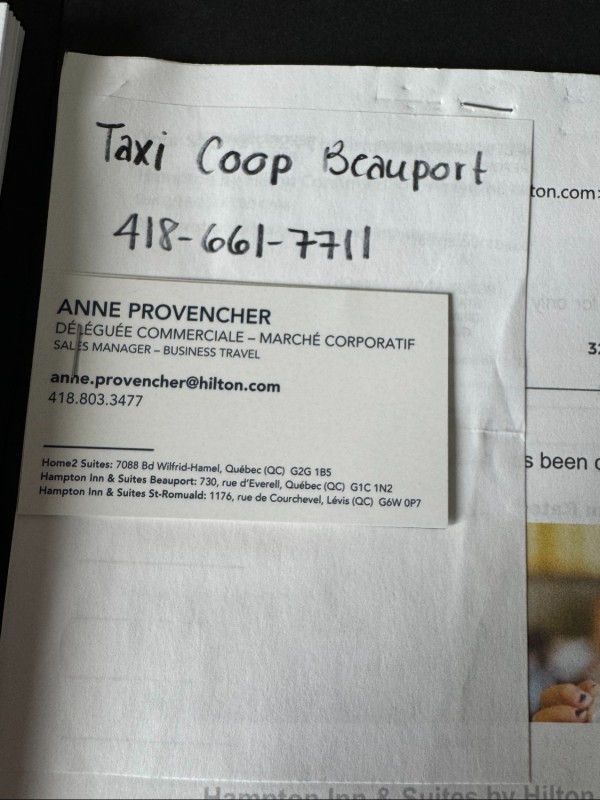 Taxi Coop Beauport
418-661-7711
ANNE PROVENCHER
DÉLÉGUÉE COMMERCIALE – MARCHÉ CORPORATIF
SALES MANAGER – BUSINESS TRAVEL
anne.provencher@hilton.com
418.803.3477
Home2 Suites: 7088 Bd Wilfrid-Hamel, Québec (QC) G2G 1B5
Hampton Inn & Suites Beauport: 730, rue d'Everell, Québec (QC) G1C 1N2
Hampton Inn & Suites St-Romuald: 1176, rue de Courchevel, Lévis (QC) G6W 0P7
ton.com>
32
s been
Hampton Inn & Suites by Hilton